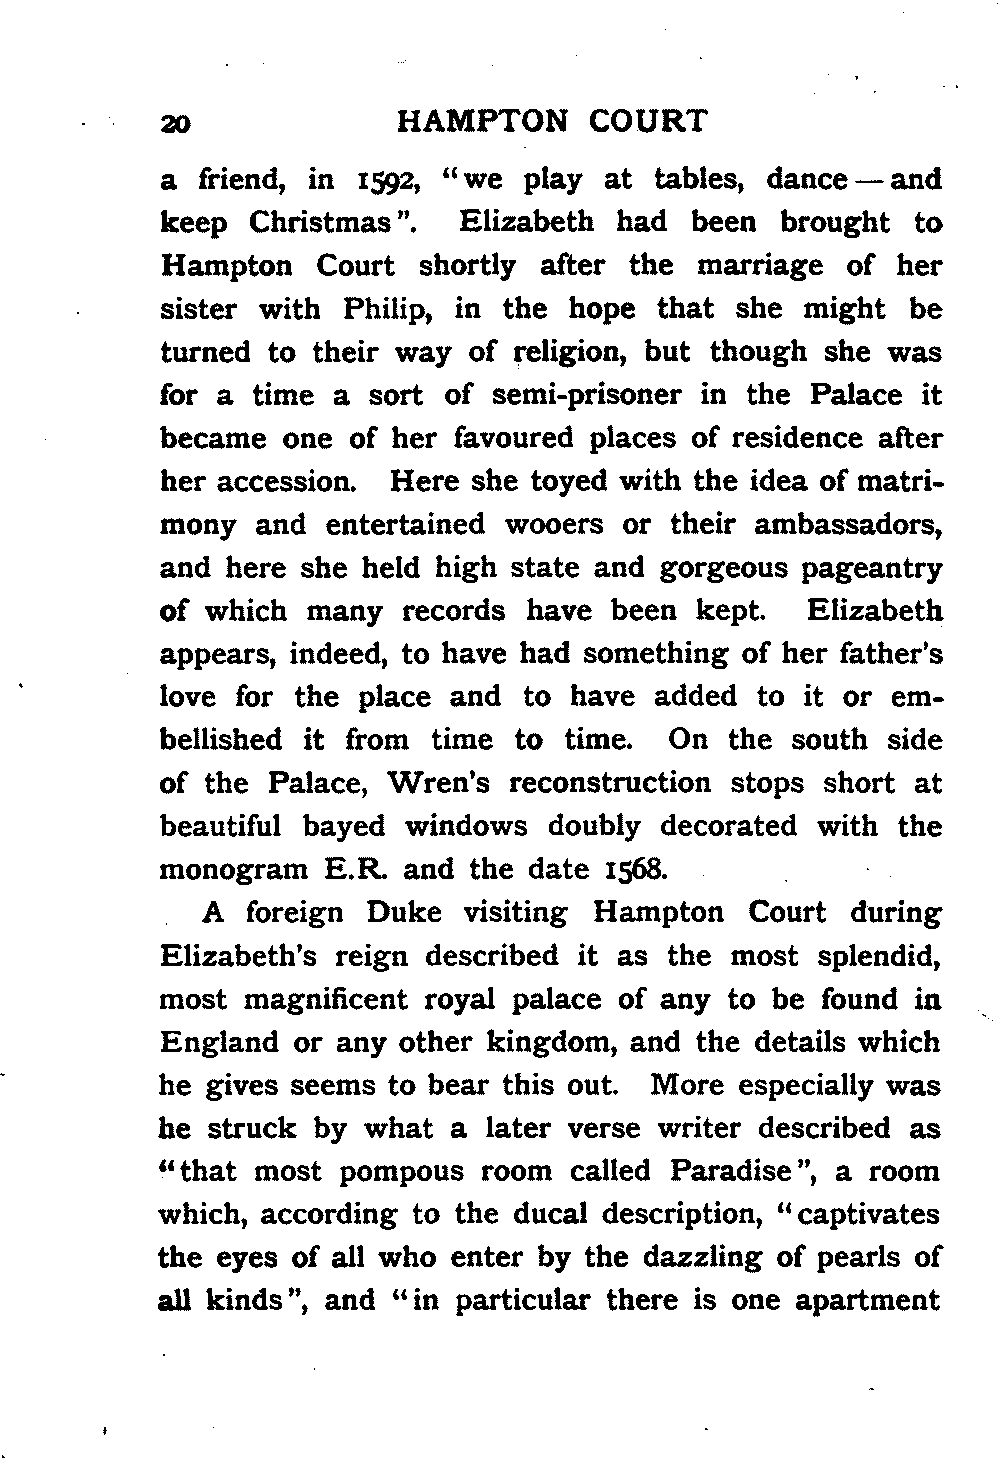 20 HAMPTON COURT
a friend, in 1592, “we play at tables, dance — and
keep Christmas”. Elizabeth had been brought to
Hampton Court shortly after the marriage of her
sister with Philip, in the hope that she might be
turned to their way of religion, but though she was
for a time a sort of semi-prisoner in the Palace it
became one of her favoured places of residence after
her accession. Here she toyed with the idea of matri-
mony and entertained wooers or their ambassadors,
and here she held high state and gorgeous pageantry
of which many records have been kept. Elizabeth
appears, indeed, to have had something of her father's
love for the place and to have added to it or em-
bellished it from time to time. On the south side
of the Palace, Wren's reconstruction stops short at
beautiful bayed windows doubly decorated with the
monogram E.R. and the date 1568.
A foreign Duke visiting Hampton Court during
Elizabeth's reign described it as the most splendid,
most magnificent royal palace of any to be found in
England or any other kingdom, and the details which
he gives seems to bear this out. More especially was
he struck by what a later verse writer described as
“that most pompous room called Paradise”, a room
which, according to the ducal description, “captivates
the eyes of all who enter by the dazzling of pearls of
all kinds”, and “in particular there is one apartment